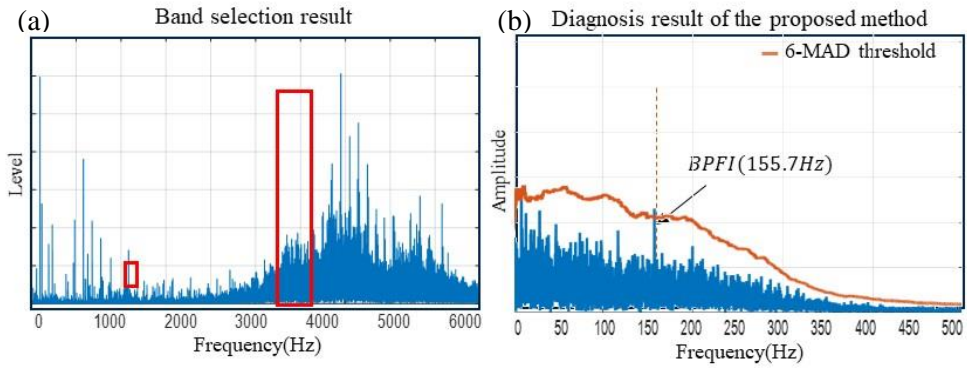 (a)
Band selection result
Level
0 1000 2000 3000 4000 5000 6000
Frequency(Hz)
(b)
Diagnosis result of the proposed method
6-MAD threshold
BPFI(155.7Hz)
Amplitude
0 50 100 150 200 250 300 350 400 450 500
Frequency(Hz)